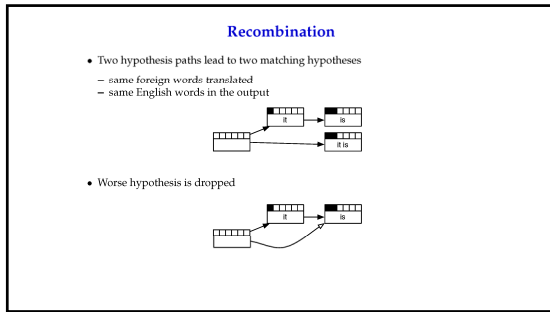 Recombination
• Two hypothesis paths lead to two matching hypotheses
– same foreign words translated
– same English words in the output
it is
it is
• Worse hypothesis is dropped
it is